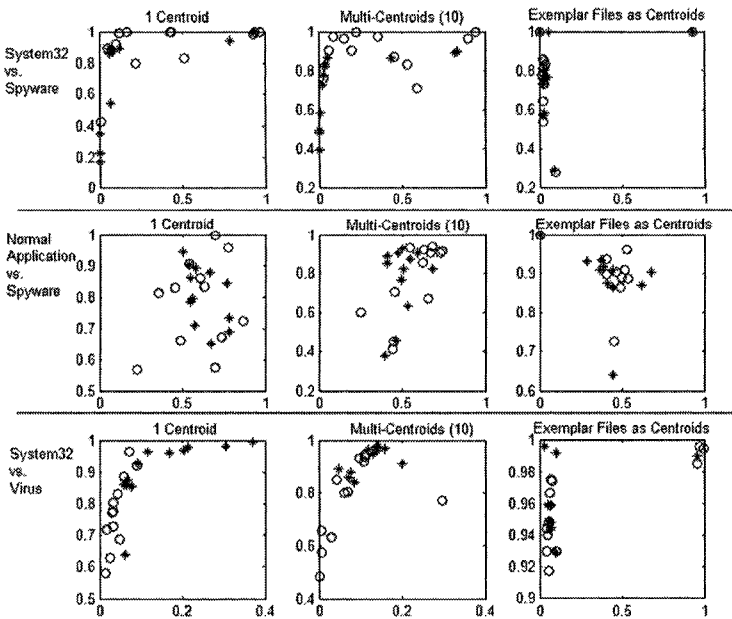 1 Centroid Multi-Centroids (10) Exemplar Files as Centroids
System32
vs.
Spyware
1 1 1
0.8 0.8 0.8
0.6 0.6 0.6
0.4 0.4 0.4
0.2
0 0.2 0.2
0 0.5 1 0 0.5 1 0 0.5 1
1 Centroid Multi-Centroids (10) Exemplar Files as Centroids
Normal
Application
vs.
Spyware
1 1 1
0.9 0.9
0.8 0.8
0.8 0.6 0.8
0.7 0.7
0.6 0.4 0.6
0.5 0.2 0.5
0 0.5 1 0 0.5 1 0 0.5 1
1 Centroid Multi-Centroids (10) Exemplar Files as Centroids
System32
vs.
Virus
1 1 1
0.9 0.98
0.8 0.8 0.96
0.7 0.6 0.94
0.6 0.92
0.5 0.4 0.9
0 0.2 0.4 0 0.2 0.4 0 0.5 1